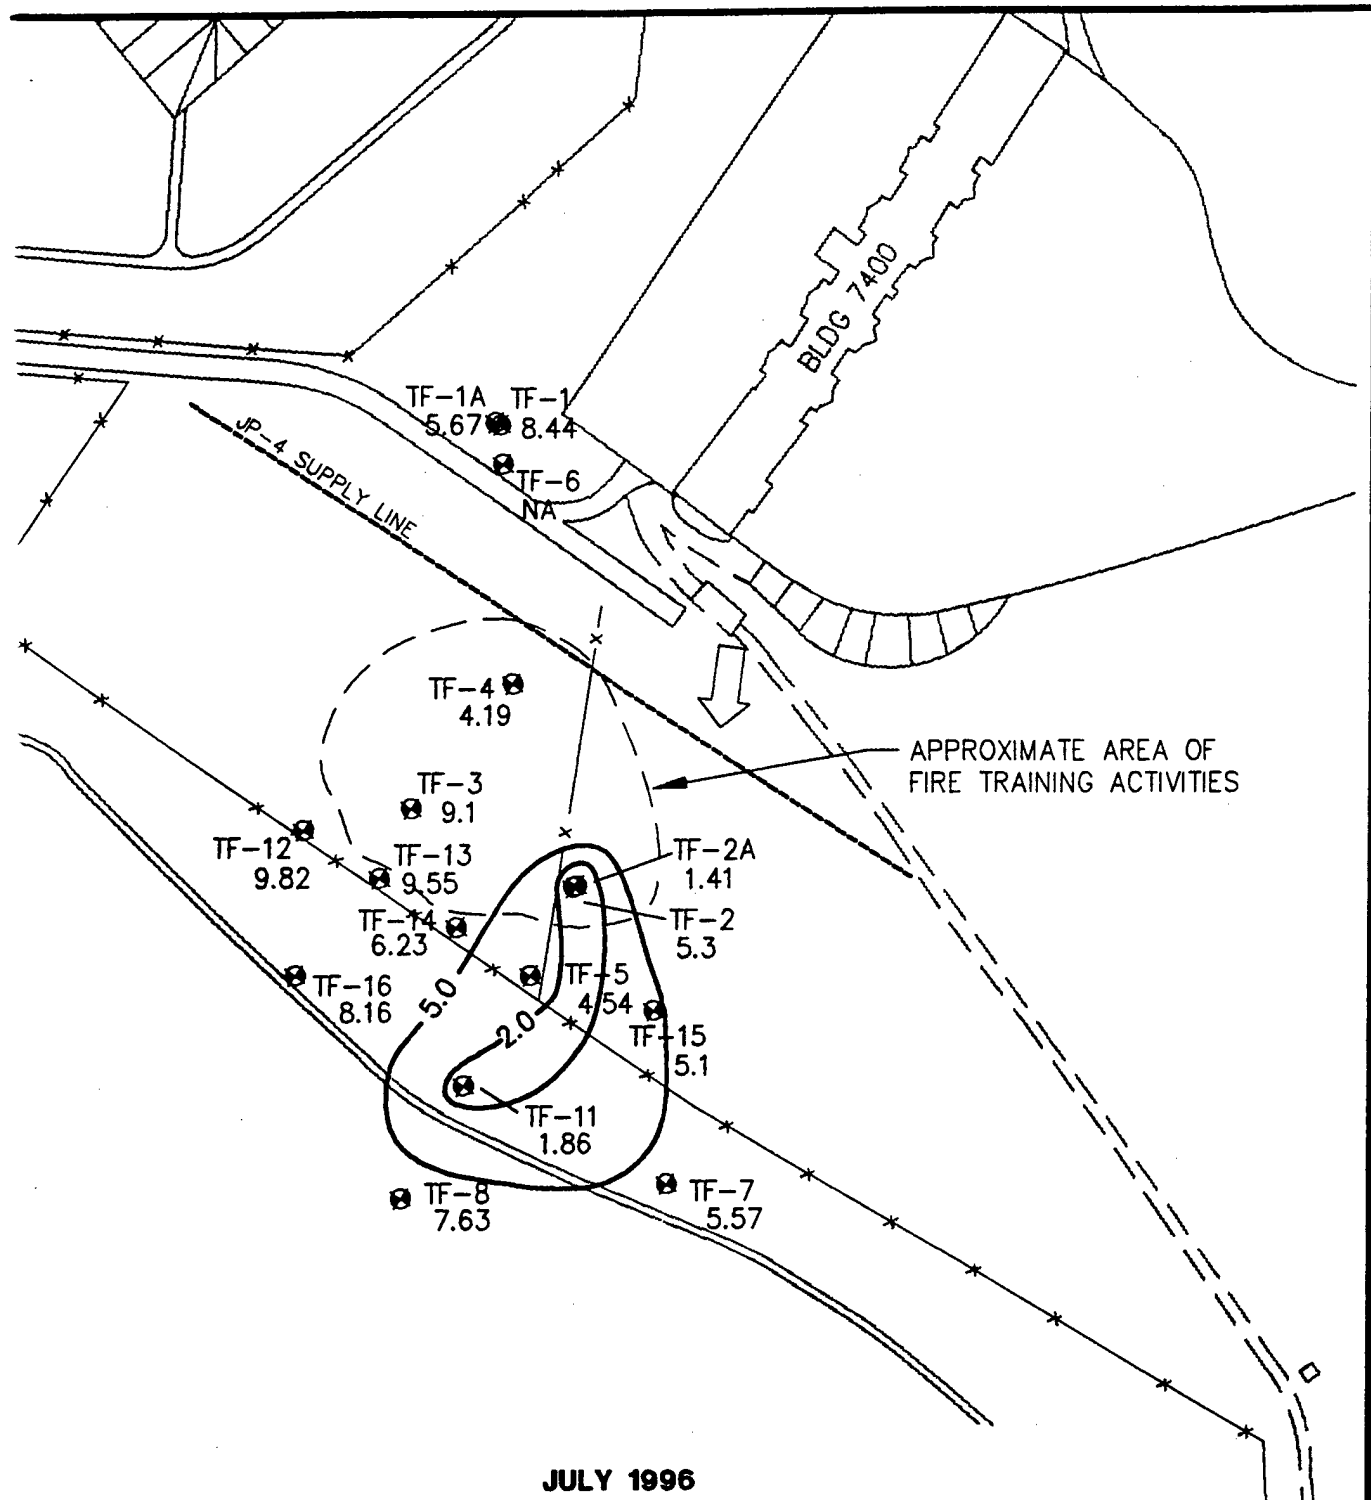 BLDG 7400
TF-1A
5.67
TF-1
8.44
TF-6
NA
JP-4 SUPPLY LINE
TF-4
4.19
APPROXIMATE AREA OF
FIRE TRAINING ACTIVITIES
TF-3
9.1
TF-12
9.82
TF-13
9.55
TF-2A
1.41
TF-14
6.23
TF-2
5.3
TF-16
8.16
5.0
TF-5
4.54
2.0
TF-15
5.1
TF-11
1.86
TF-8
7.63
TF-7
5.57
JULY 1996